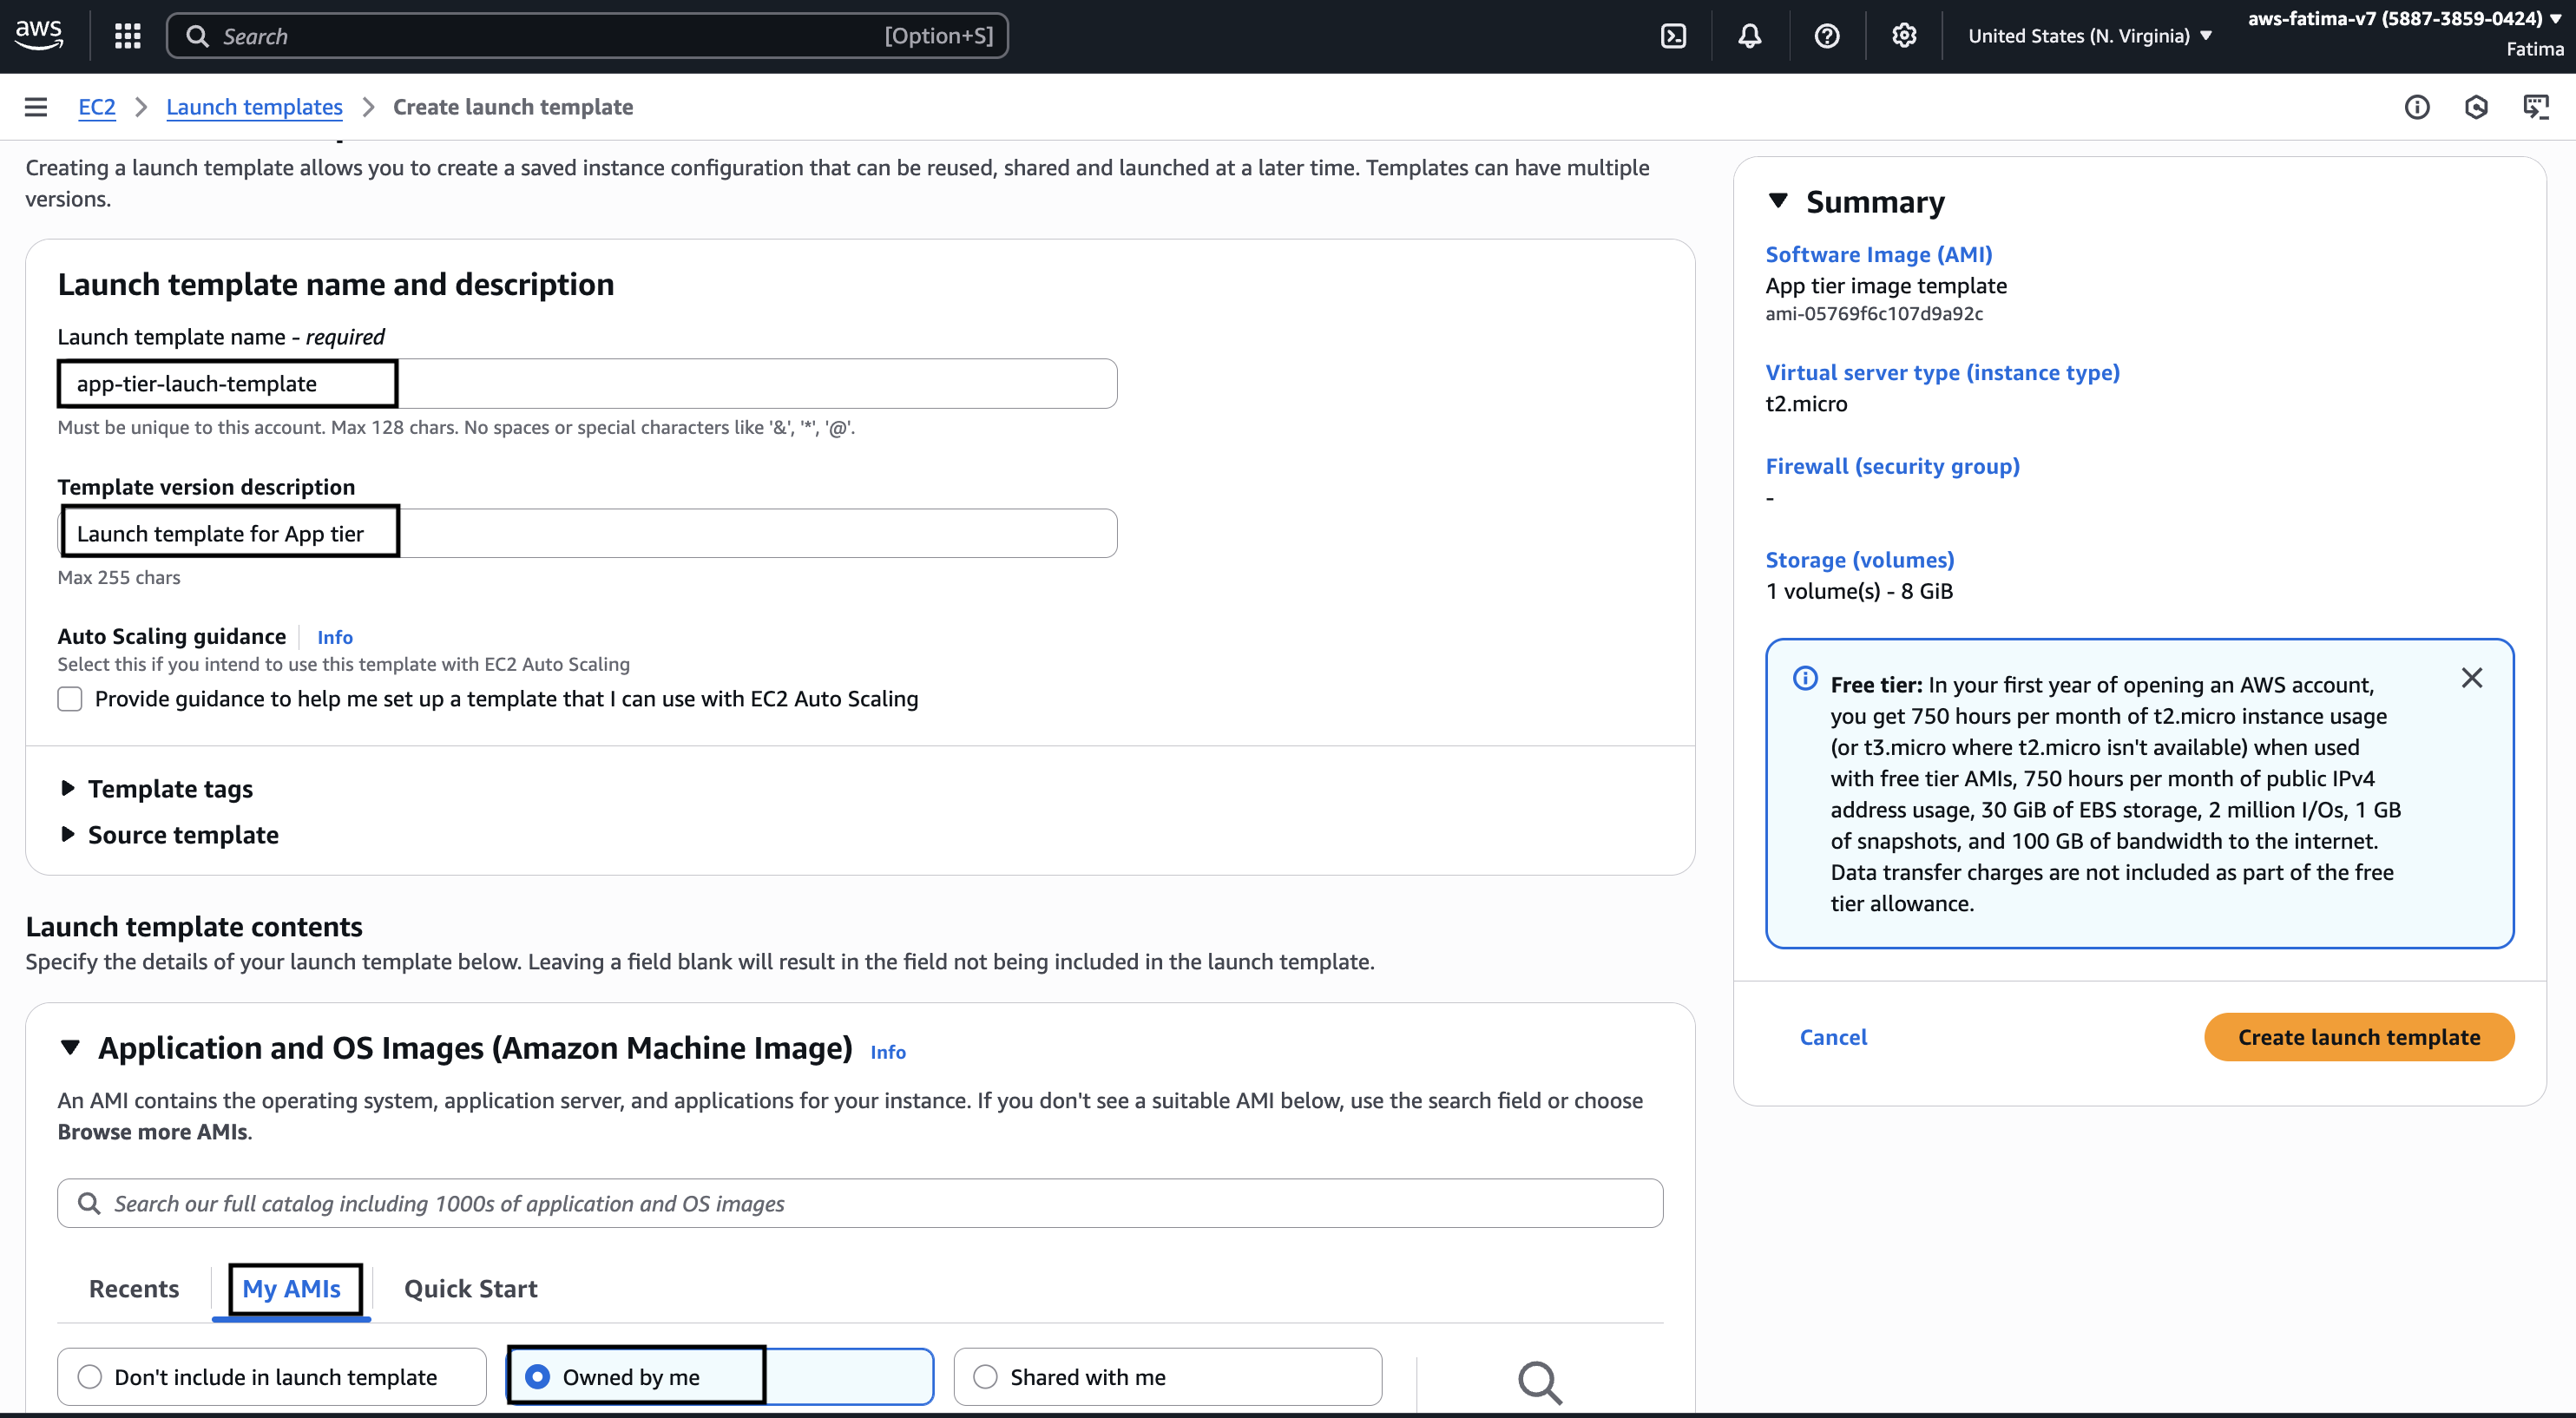 aws
Search
[Option+S]
United States (N. Virginia)
aws-fatima-v7 (5887-3859-0424)
Fatima
EC2
Launch templates
Create launch template
Creating a launch template allows you to create a saved instance configuration that can be reused, shared and launched at a later time. Templates can have multiple
versions.
Launch template name and description
Launch template name - required
app-tier-lauch-template
Must be unique to this account. Max 128 chars. No spaces or special characters like '&', '*', '@'.
Template version description
Launch template for App tier
Max 255 chars
Auto Scaling guidance
Info
Select this if you intend to use this template with EC2 Auto Scaling
Provide guidance to help me set up a template that I can use with EC2 Auto Scaling
Template tags
Source template
Launch template contents
Specify the details of your launch template below. Leaving a field blank will result in the field not being included in the launch template.
Application and OS Images (Amazon Machine Image)
Info
An AMI contains the operating system, application server, and applications for your instance. If you don't see a suitable AMI below, use the search field or choose
Browse more AMIs.
Search our full catalog including 1000s of application and OS images
Recents
My AMIs
Quick Start
Don't include in launch template
Owned by me
Shared with me
Summary
Software Image (AMI)
App tier image template
ami-05769f6c107d9a92c
Virtual server type (instance type)
t2.micro
Firewall (security group)
-
Storage (volumes)
1 volume(s) - 8 GiB
Free tier: In your first year of opening an AWS account,
you get 750 hours per month of t2.micro instance usage
(or t3.micro where t2.micro isn't available) when used
with free tier AMIs, 750 hours per month of public IPv4
address usage, 30 GiB of EBS storage, 2 million I/Os, 1 GB
of snapshots, and 100 GB of bandwidth to the internet.
Data transfer charges are not included as part of the free
tier allowance.
Cancel
Create launch template